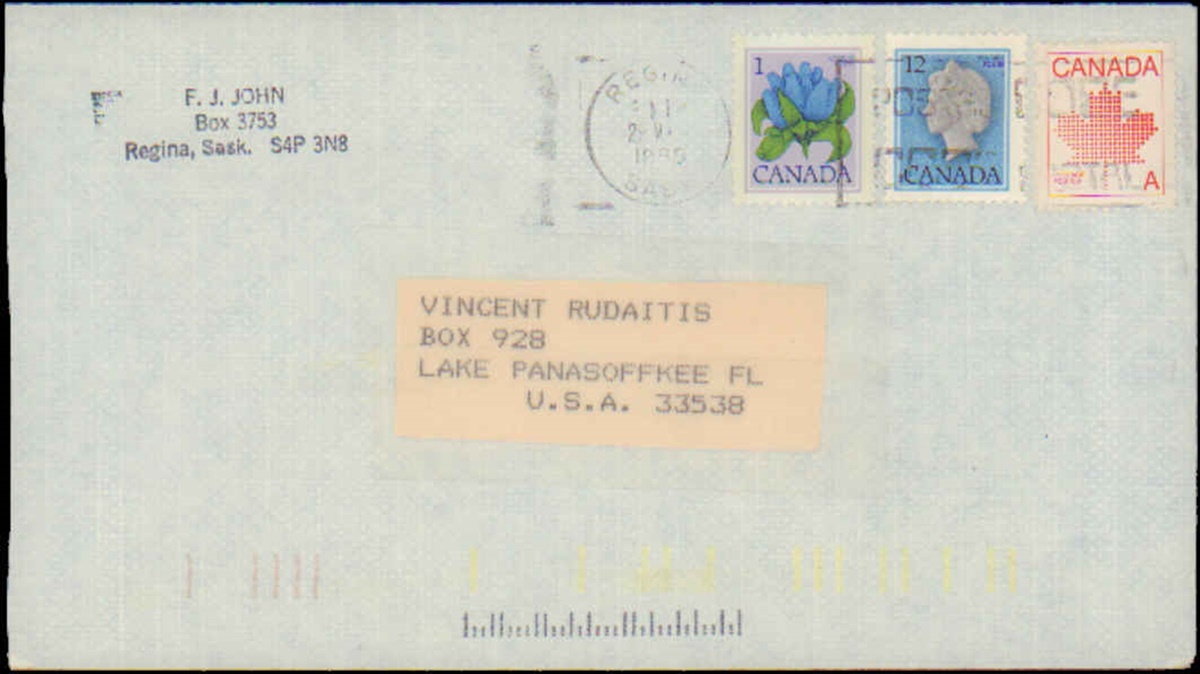 F. J. JOHN
Box 3753
Regina, Sask. S4P 3N8
REGINA
1
CANADA
12
CANADA
CANADA
A
VINCENT RUDAITIS
BOX 928
LAKE PANASOFFKEE FL
U.S.A. 33538